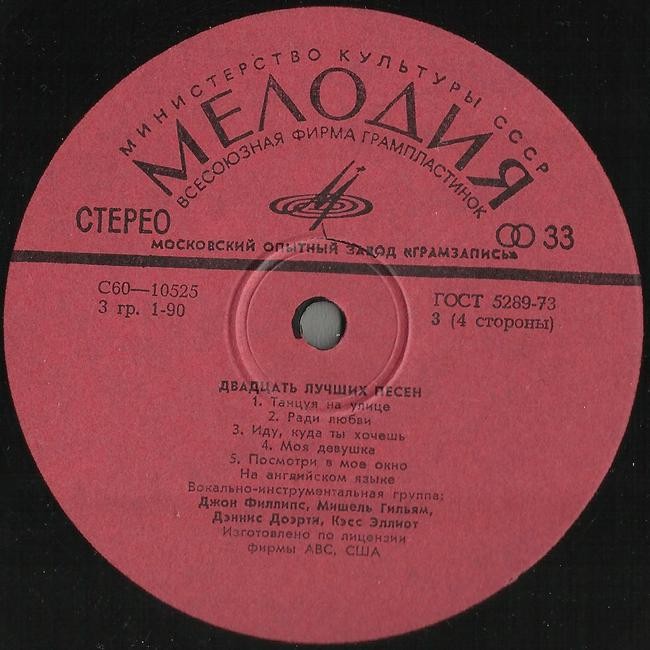 МИНИСТЕРСТВО КУЛЬТУРЫ СССР
МЕЛОДИЯ
ВСЕСОЮЗНАЯ ФИРМА ГРАМПЛАСТИНОК
СТЕРЕО
33
МОСКОВСКИЙ ОПЫТНЫЙ ЗАВОД «ГРАМЗАПИСЬ»
С60—10525
3 гр. 1-90
ГОСТ 5289-73
3 (4 стороны)
ДВАДЦАТЬ ЛУЧШИХ ПЕСЕН
1. Танцуя на улице
2. Ради любви
3. Иду, куда ты хочешь
4. Моя девушка
5. Посмотри в мое окно
На английском языке
Вокально-инструментальная группа:
Джон Филлипс, Мишель Гильям,
Дэннис Доэрти, Кэсс Эллиот
Изготовлено по лицензии
фирмы АВС, США